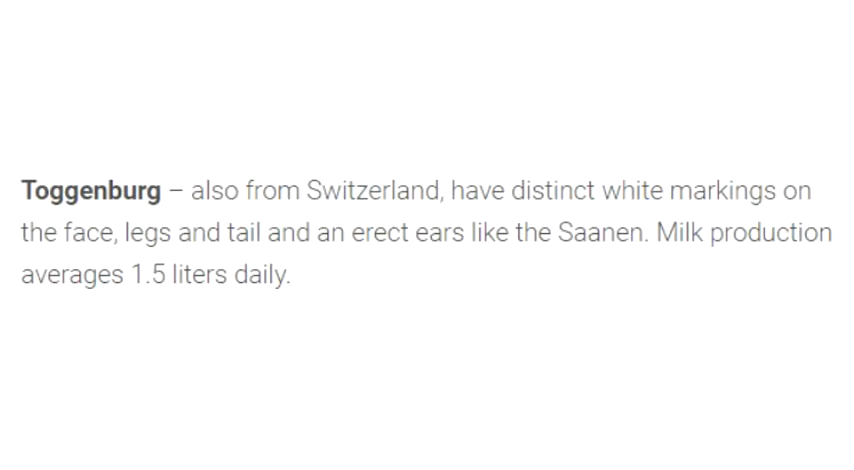 Toggenburg – also from Switzerland, have distinct white markings on
the face, legs and tail and an erect ears like the Saanen. Milk production
averages 1.5 liters daily.